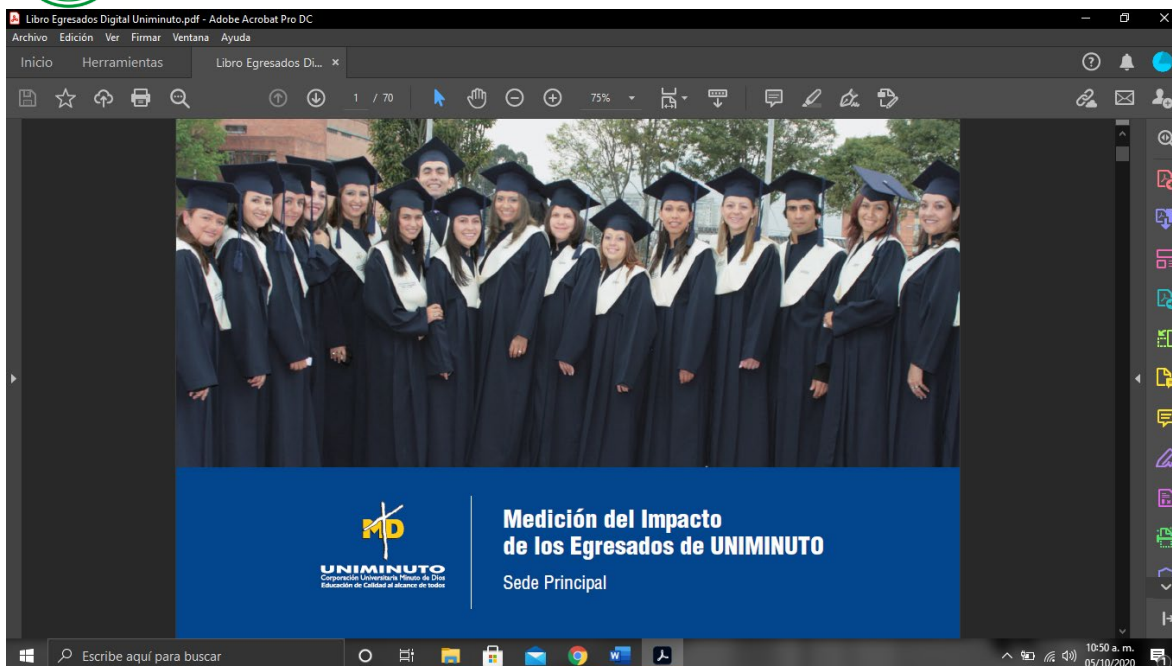 Libro Egresados Digital Uniminuto.pdf - Adobe Acrobat Pro DC
Archivo Edición Ver Firmar Ventana Ayuda
Inicio Herramientas Libro Egresados Di... ×
1 / 70 75%
MD
UNIMINUTO
Corporación Universitaria Minuto de Dios
Educación de Calidad al alcance de todos
Medición del Impacto
de los Egresados de UNIMINUTO
Sede Principal
Escribe aquí para buscar
10:50 a. m.
05/10/2020